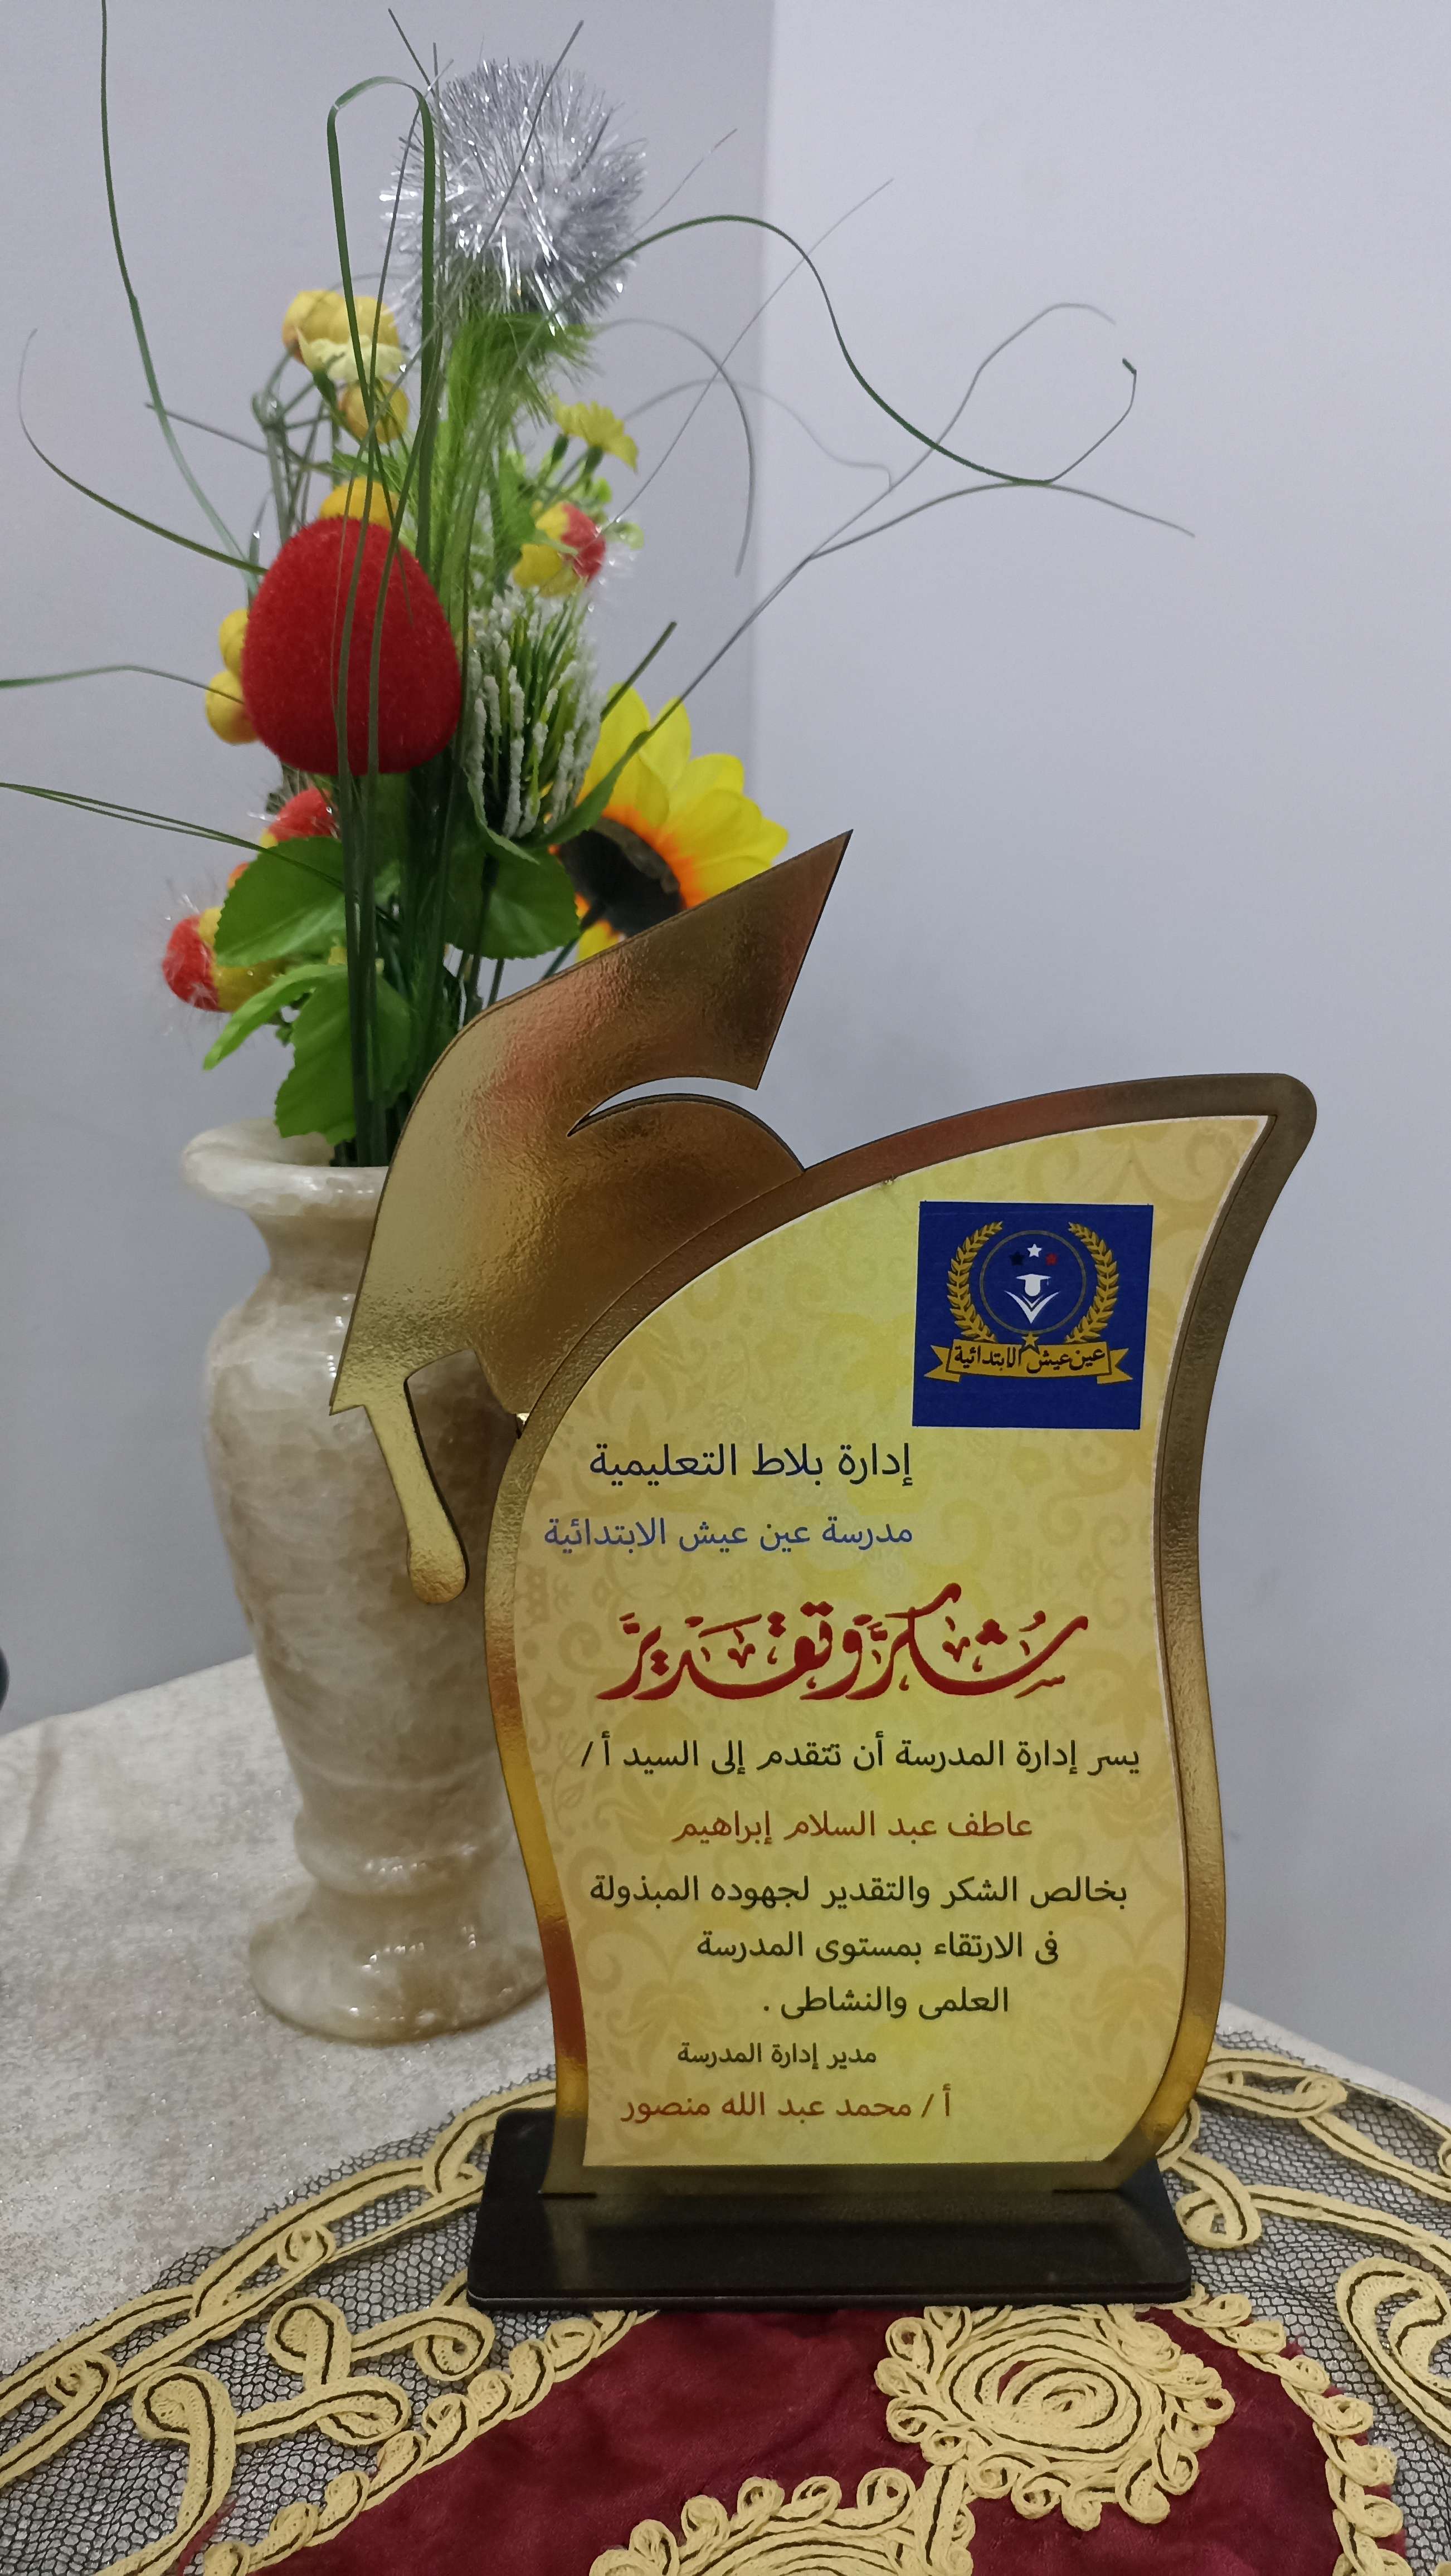 عين عيش الابتدائية
إدارة بلاط التعليمية
مدرسة عين عيش الابتدائية
شُكرٌ وتقديرٌ
يسر إدارة المدرسة أن تتقدم إلى السيد أ /
عاطف عبد السلام إبراهيم
بخالص الشكر والتقدير لجهوده المبذولة
فى الارتقاء بمستوى المدرسة
العلمى والنشاطى .
مدير إدارة المدرسة
أ / محمد عبد الله منصور